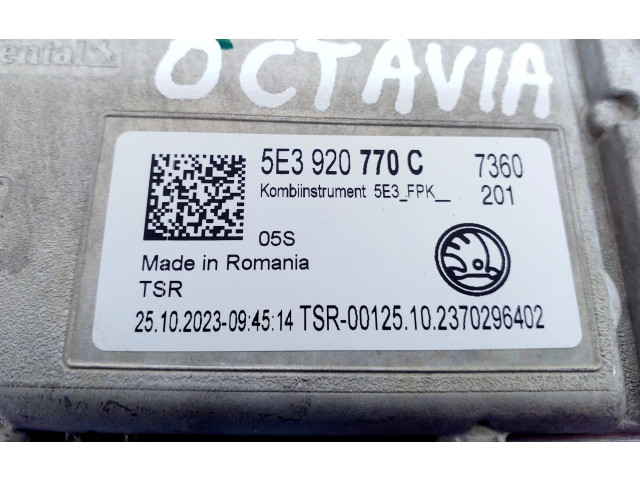 ental
OCTAVIA
5E3 920 770 C 7360
Kombiinstrument 5E3_FPK__ 201
05S
Made in Romania
TSR
25.10.2023-09:45:14 TSR-00125.10.2370296402